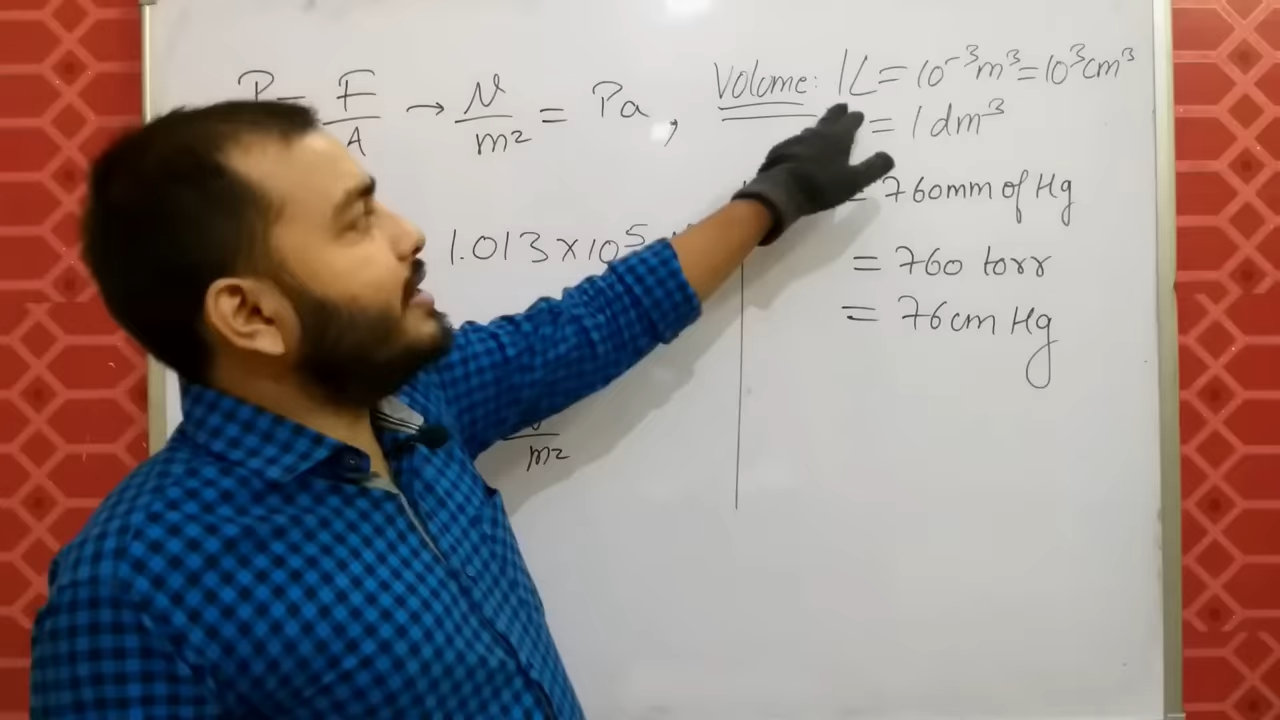 P = F/A → N/m² = Pa, Volume: 1L = 10⁻³m³ = 10³cm³
= 1dm³
= 760mm of Hg
1.013×10⁵
= 760 torr
= 76cm Hg
m²